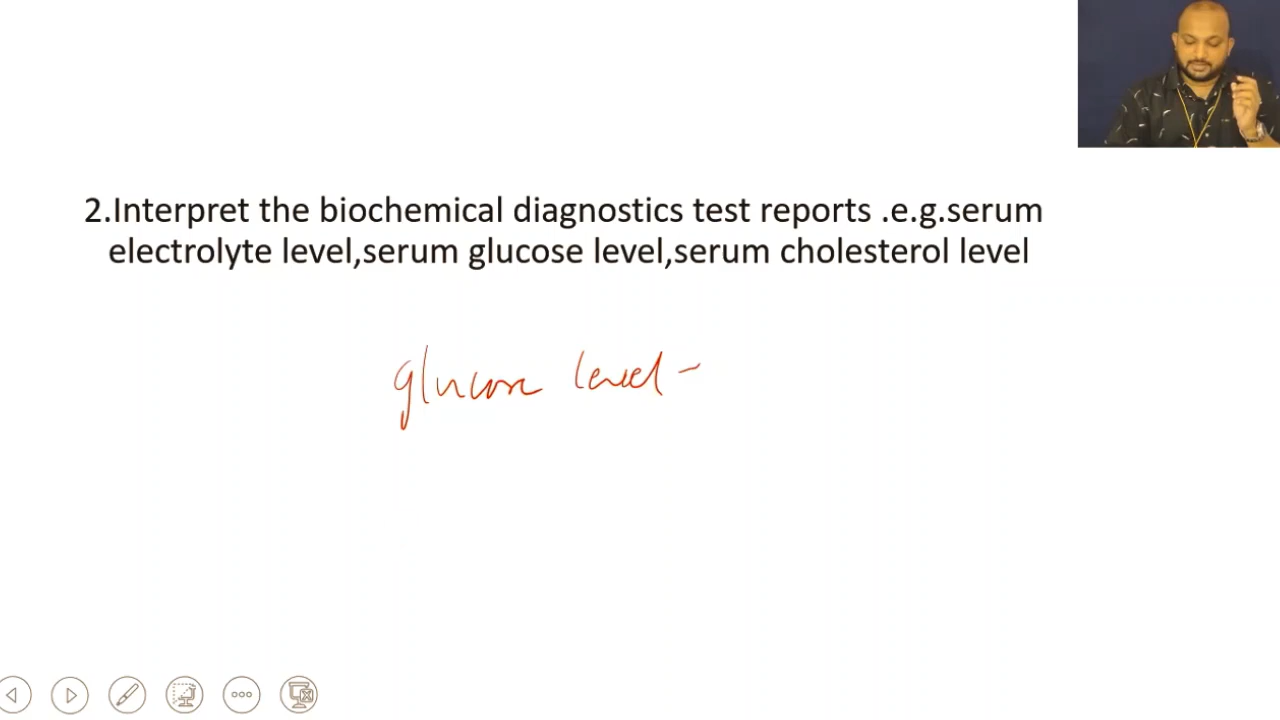 2.Interpret the biochemical diagnostics test reports .e.g.serum
electrolyte level,serum glucose level,serum cholesterol level
glucose level -